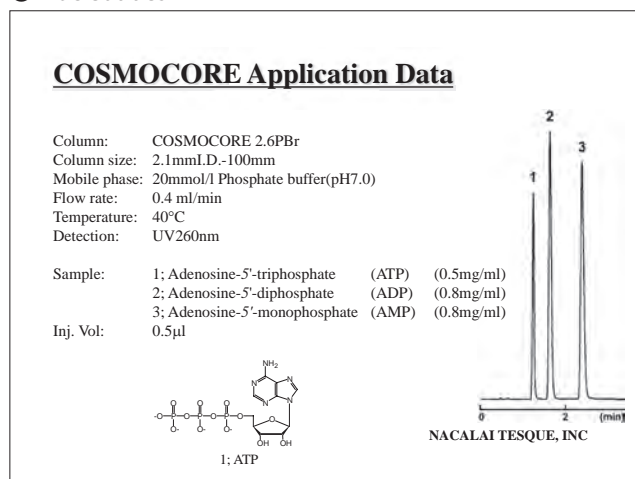 COSMOCORE Application Data
Column: COSMOCORE 2.6PBr
Column size: 2.1mmI.D.-100mm
Mobile phase: 20mmol/l Phosphate buffer(pH7.0)
Flow rate: 0.4 ml/min
Temperature: 40°C
Detection: UV260nm
Sample: 1; Adenosine-5'-triphosphate (ATP) (0.5mg/ml)
2; Adenosine-5'-diphosphate (ADP) (0.8mg/ml)
3; Adenosine-5'-monophosphate (AMP) (0.8mg/ml)
Inj. Vol: 0.5µl
1
2
3
0 2 (min)
NACALAI TESQUE, INC
NH2
N N
N N
O O O
-O-P-O-P-O-P-O O
O- O- O-
OH OH
1; ATP